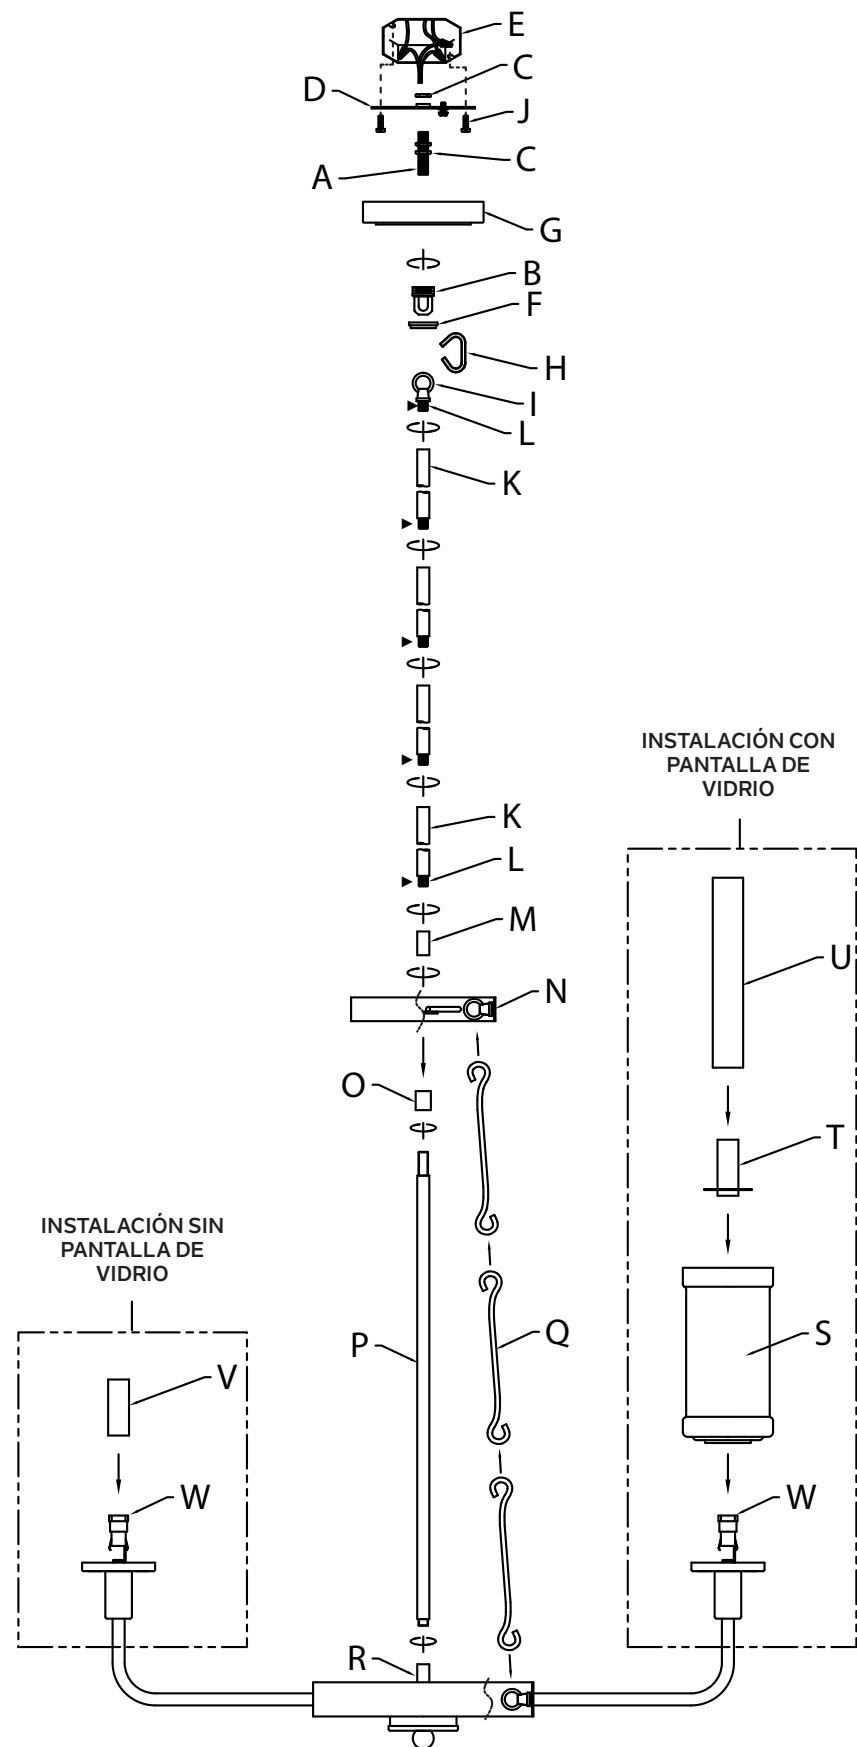 E
C
D
J
C
A
G
B
F
H
I
L
K
INSTALACIÓN CON
PANTALLA DE
VIDRIO
K
L
M
U
N
O
T
INSTALACIÓN SIN
PANTALLA DE
VIDRIO
P
Q
S
V
W
W
R